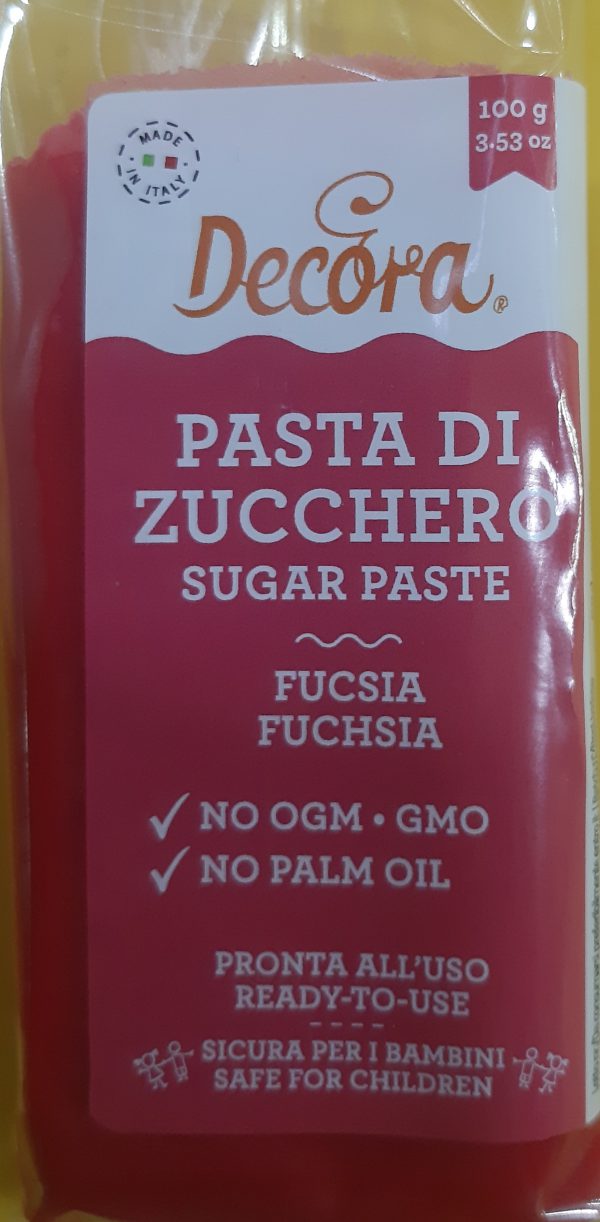 MADE
IN ITALY
100 g
3.53 oz
Decora®
PASTA DI
ZUCCHERO
SUGAR PASTE
FUCSIA
FUCHSIA
✓ NO OGM • GMO
✓ NO PALM OIL
PRONTA ALL'USO
READY-TO-USE
SICURA PER I BAMBINI
SAFE FOR CHILDREN